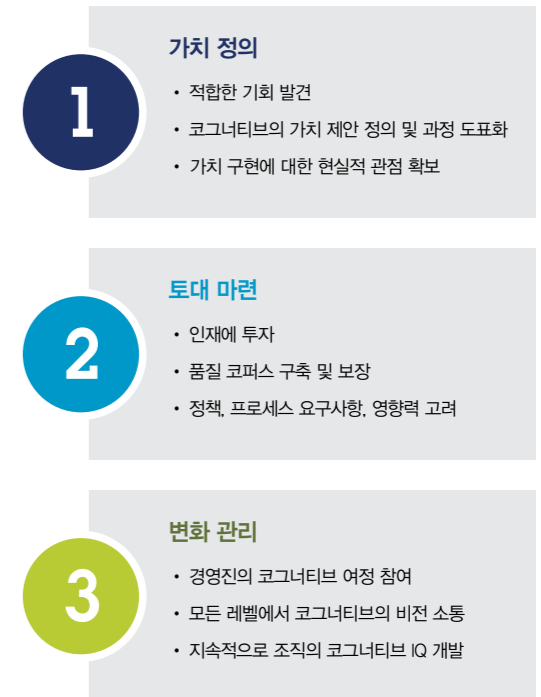 1
가치 정의
• 적합한 기회 발견
• 코그너티브의 가치 제안 정의 및 과정 도표화
• 가치 구현에 대한 현실적 관점 확보
2
토대 마련
• 인재에 투자
• 품질 코퍼스 구축 및 보장
• 정책, 프로세스 요구사항, 영향력 고려
3
변화 관리
• 경영진의 코그너티브 여정 참여
• 모든 레벨에서 코그너티브의 비전 소통
• 지속적으로 조직의 코그너티브 IQ 개발